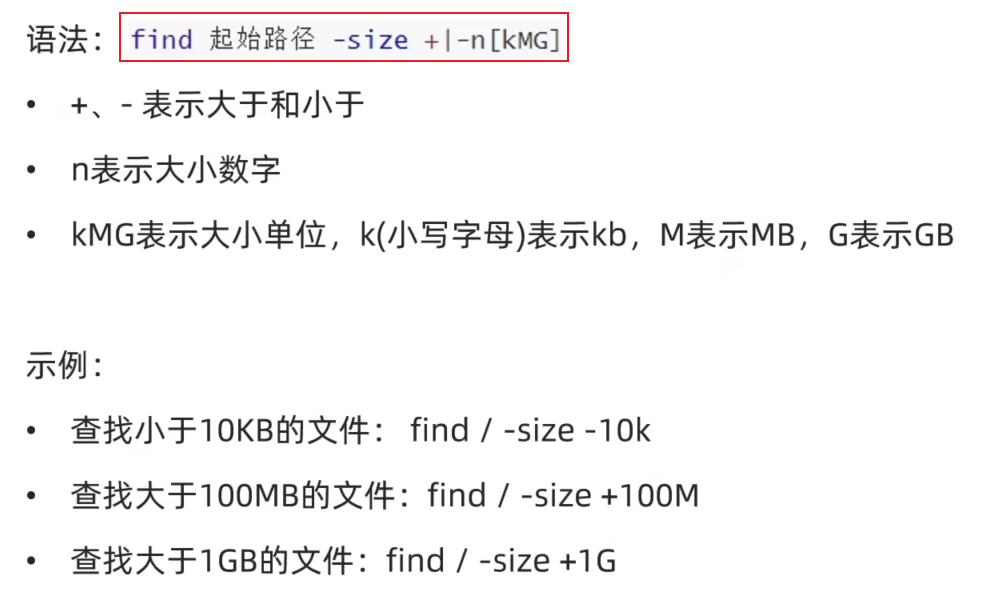 语法：find 起始路径 -size +|-n[kMG]
• +、- 表示大于和小于
• n表示大小数字
• kMG表示大小单位，k(小写字母)表示kb，M表示MB，G表示GB
示例：
• 查找小于10KB的文件： find / -size -10k
• 查找大于100MB的文件：find / -size +100M
• 查找大于1GB的文件：find / -size +1G